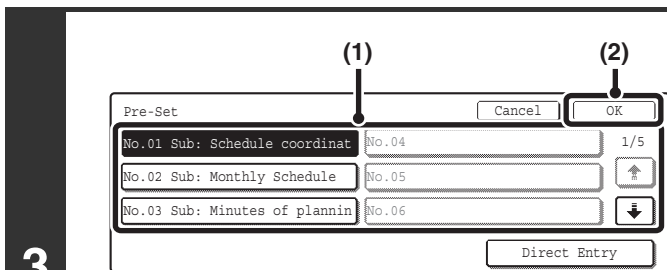 (1) (2)
Pre-Set Cancel OK
No.01 Sub: Schedule coordinat No.04 1/5
No.02 Sub: Monthly Schedule No.05
No.03 Sub: Minutes of plannin No.06
Direct Entry
3